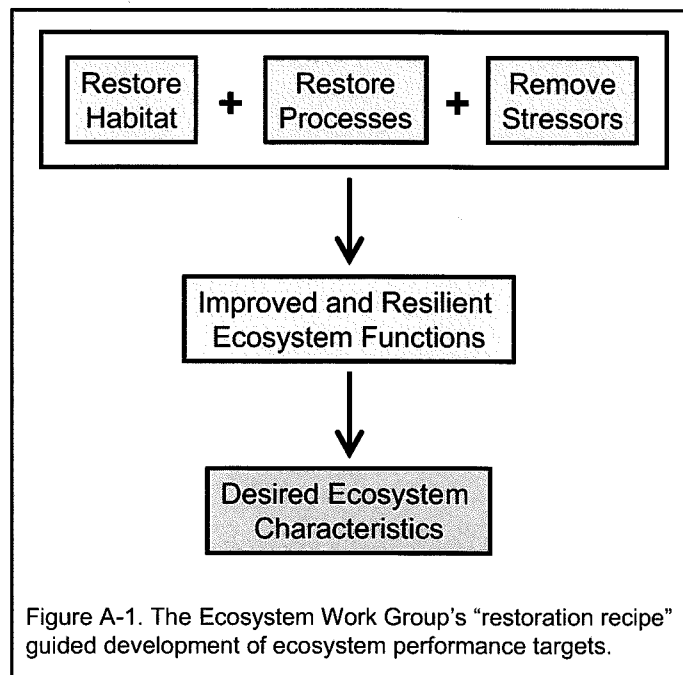 Restore
Habitat
+
Restore
Processes
+
Remove
Stressors
Improved and Resilient
Ecosystem Functions
Desired Ecosystem
Characteristics
Figure A-1. The Ecosystem Work Group's “restoration recipe”
guided development of ecosystem performance targets.